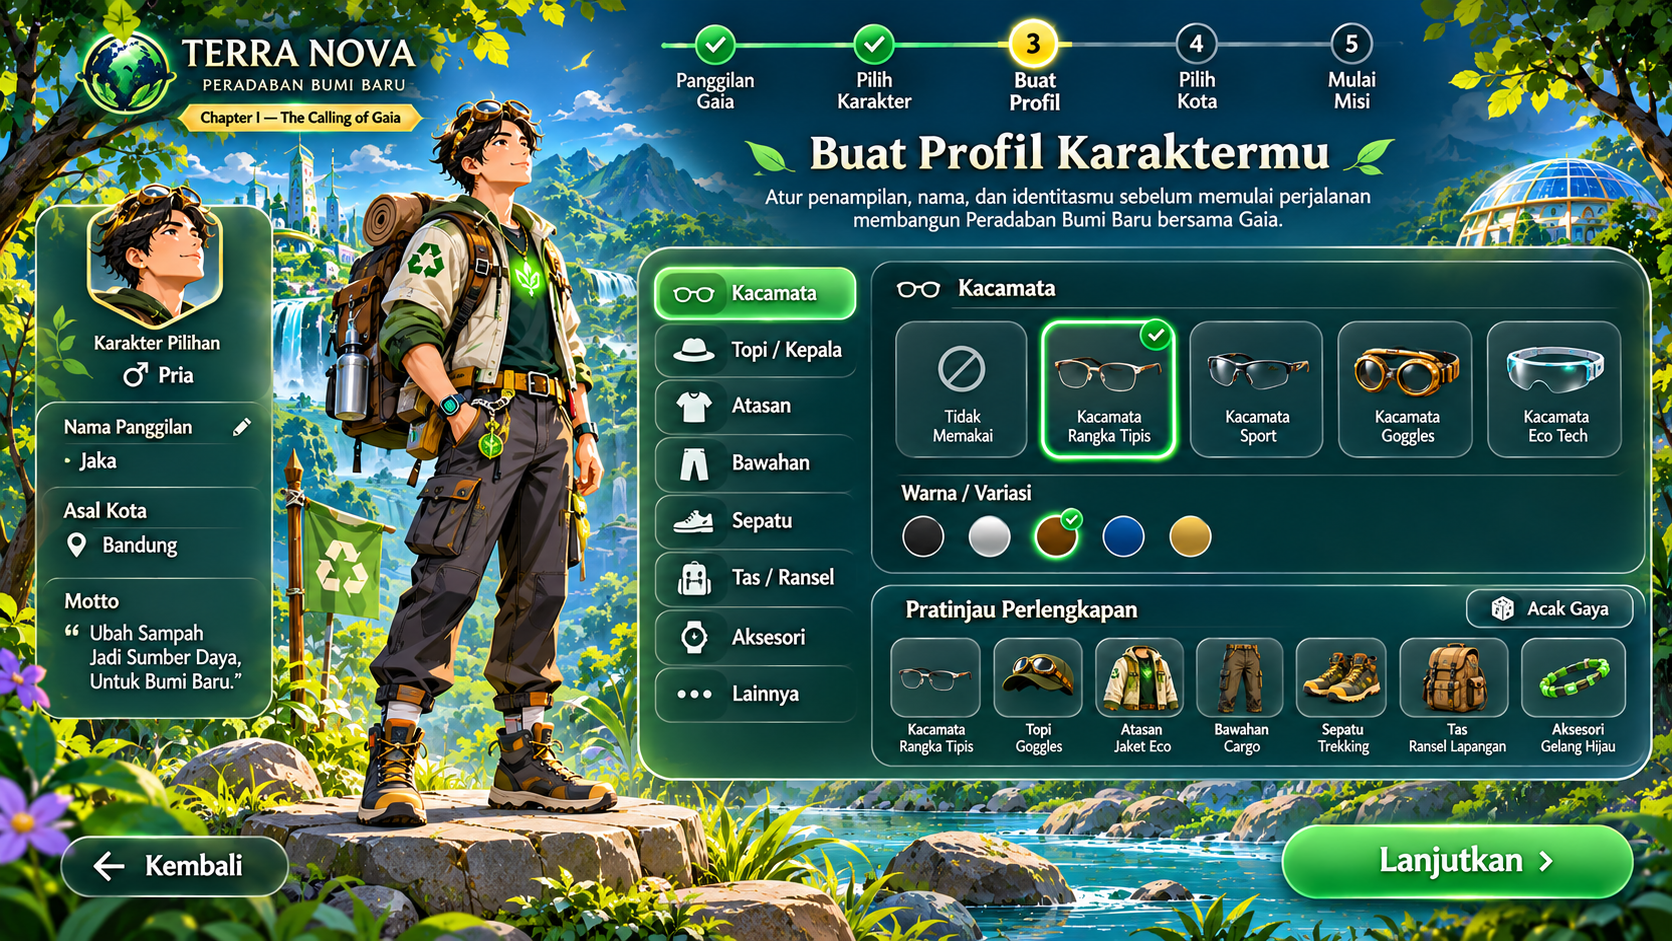 TERRA NOVA
PERADABAN BUMI BARU
Chapter I — The Calling of Gaia
Panggilan
Gaia
Pilih
Karakter
3
Buat
Profil
4
Pilih
Kota
5
Mulai
Misi
Buat Profil Karaktermu
Atur penampilan, nama, dan identitasmu sebelum memulai perjalanan
membangun Peradaban Bumi Baru bersama Gaia.
Karakter Pilihan
Pria
Nama Panggilan
• Jaka
Asal Kota
Bandung
Motto
“ Ubah Sampah
Jadi Sumber Daya,
Untuk Bumi Baru.”
Kacamata
Topi / Kepala
Atasan
Bawahan
Sepatu
Tas / Ransel
Aksesori
Lainnya
Kacamata
Tidak
Memakai
Kacamata
Rangka Tipis
Kacamata
Sport
Kacamata
Goggles
Kacamata
Eco Tech
Warna / Variasi
Pratinjau Perlengkapan
Acak Gaya
Kacamata
Rangka Tipis
Topi
Goggles
Atasan
Jaket Eco
Bawahan
Cargo
Sepatu
Trekking
Tas
Ransel Lapangan
Aksesori
Gelang Hijau
Kembali
Lanjutkan